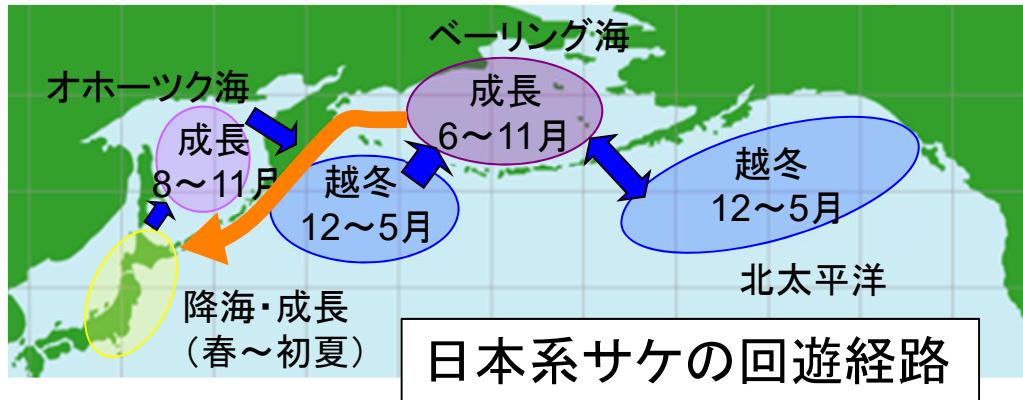 ベーリング海
オホーツク海
成長
6～11月
成長
8～11月
越冬
12～5月
越冬
12～5月
北太平洋
降海・成長
（春～初夏）
日本系サケの回遊経路